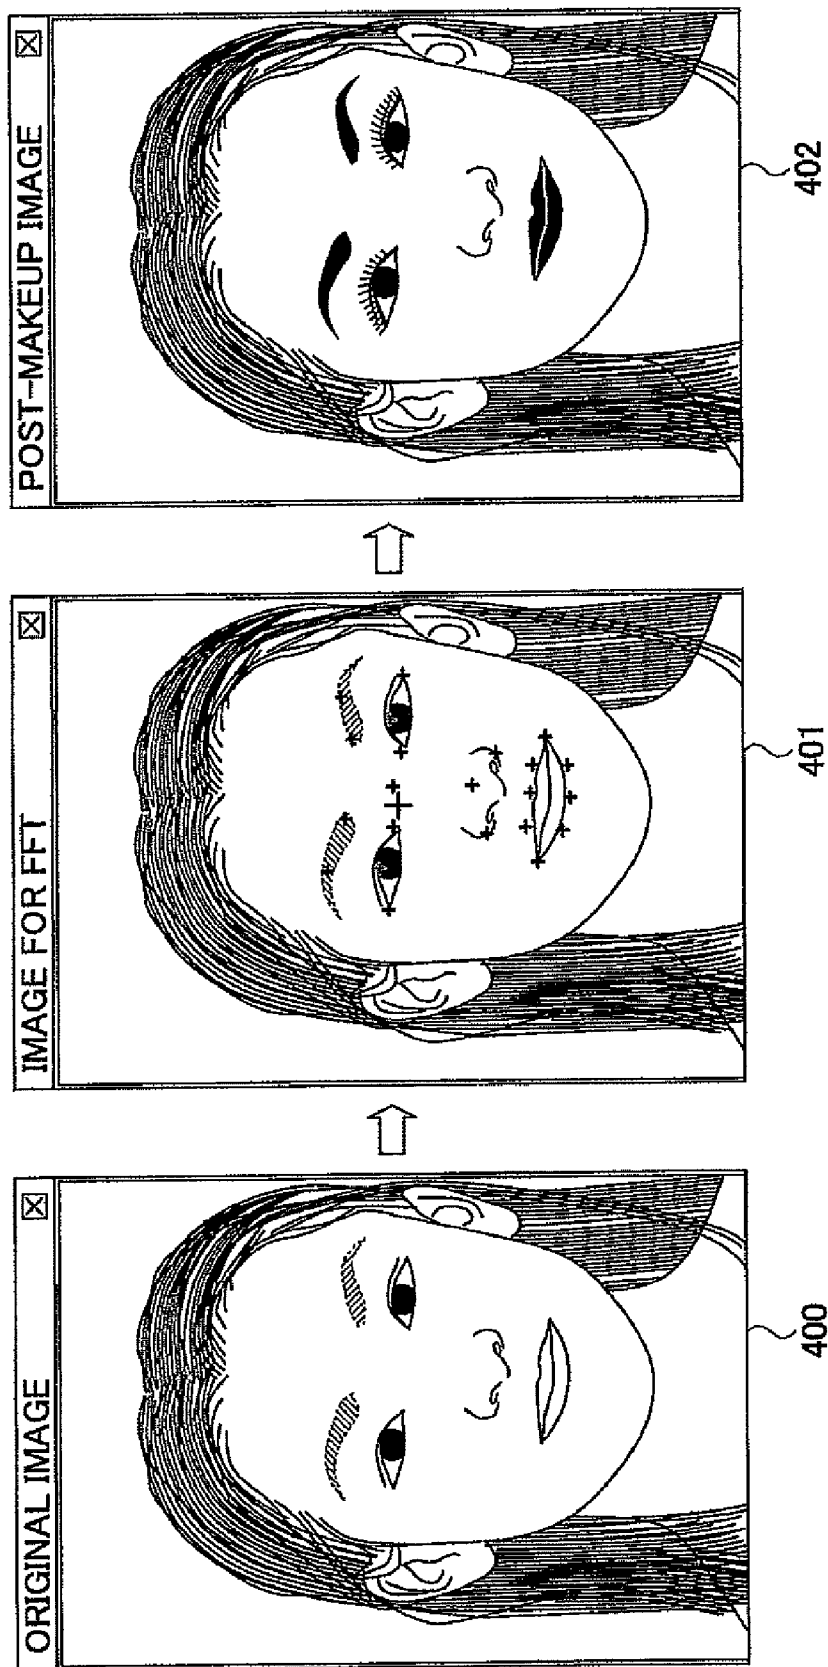 ORIGINAL IMAGE
400
IMAGE FOR FFT
401
POST-MAKEUP IMAGE
402